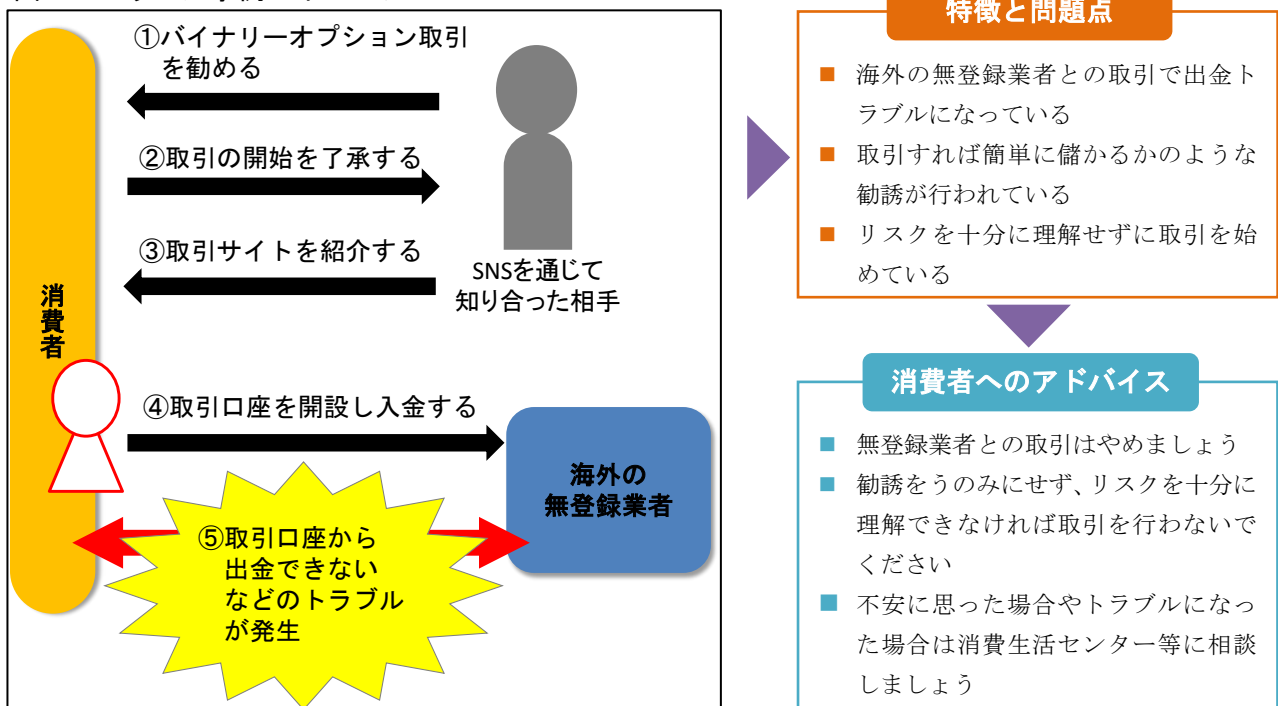 ①バイナリーオプション取引
を勧める
②取引の開始を了承する
③取引サイトを紹介する
SNSを通じて
知り合った相手
消費者
④取引口座を開設し入金する
海外の
無登録業者
⑤取引口座から
出金できない
などのトラブル
が発生
特徴と問題点
■ 海外の無登録業者との取引で出金ト
ラブルになっている
■ 取引すれば簡単に儲かるかのような
勧誘が行われている
■ リスクを十分に理解せずに取引を始
めている
消費者へのアドバイス
■ 無登録業者との取引はやめましょう
■ 勧誘をうのみにせず、リスクを十分に
理解できなければ取引を行わないで
ください
■ 不安に思った場合やトラブルになっ
た場合は消費生活センター等に相談
しましょう